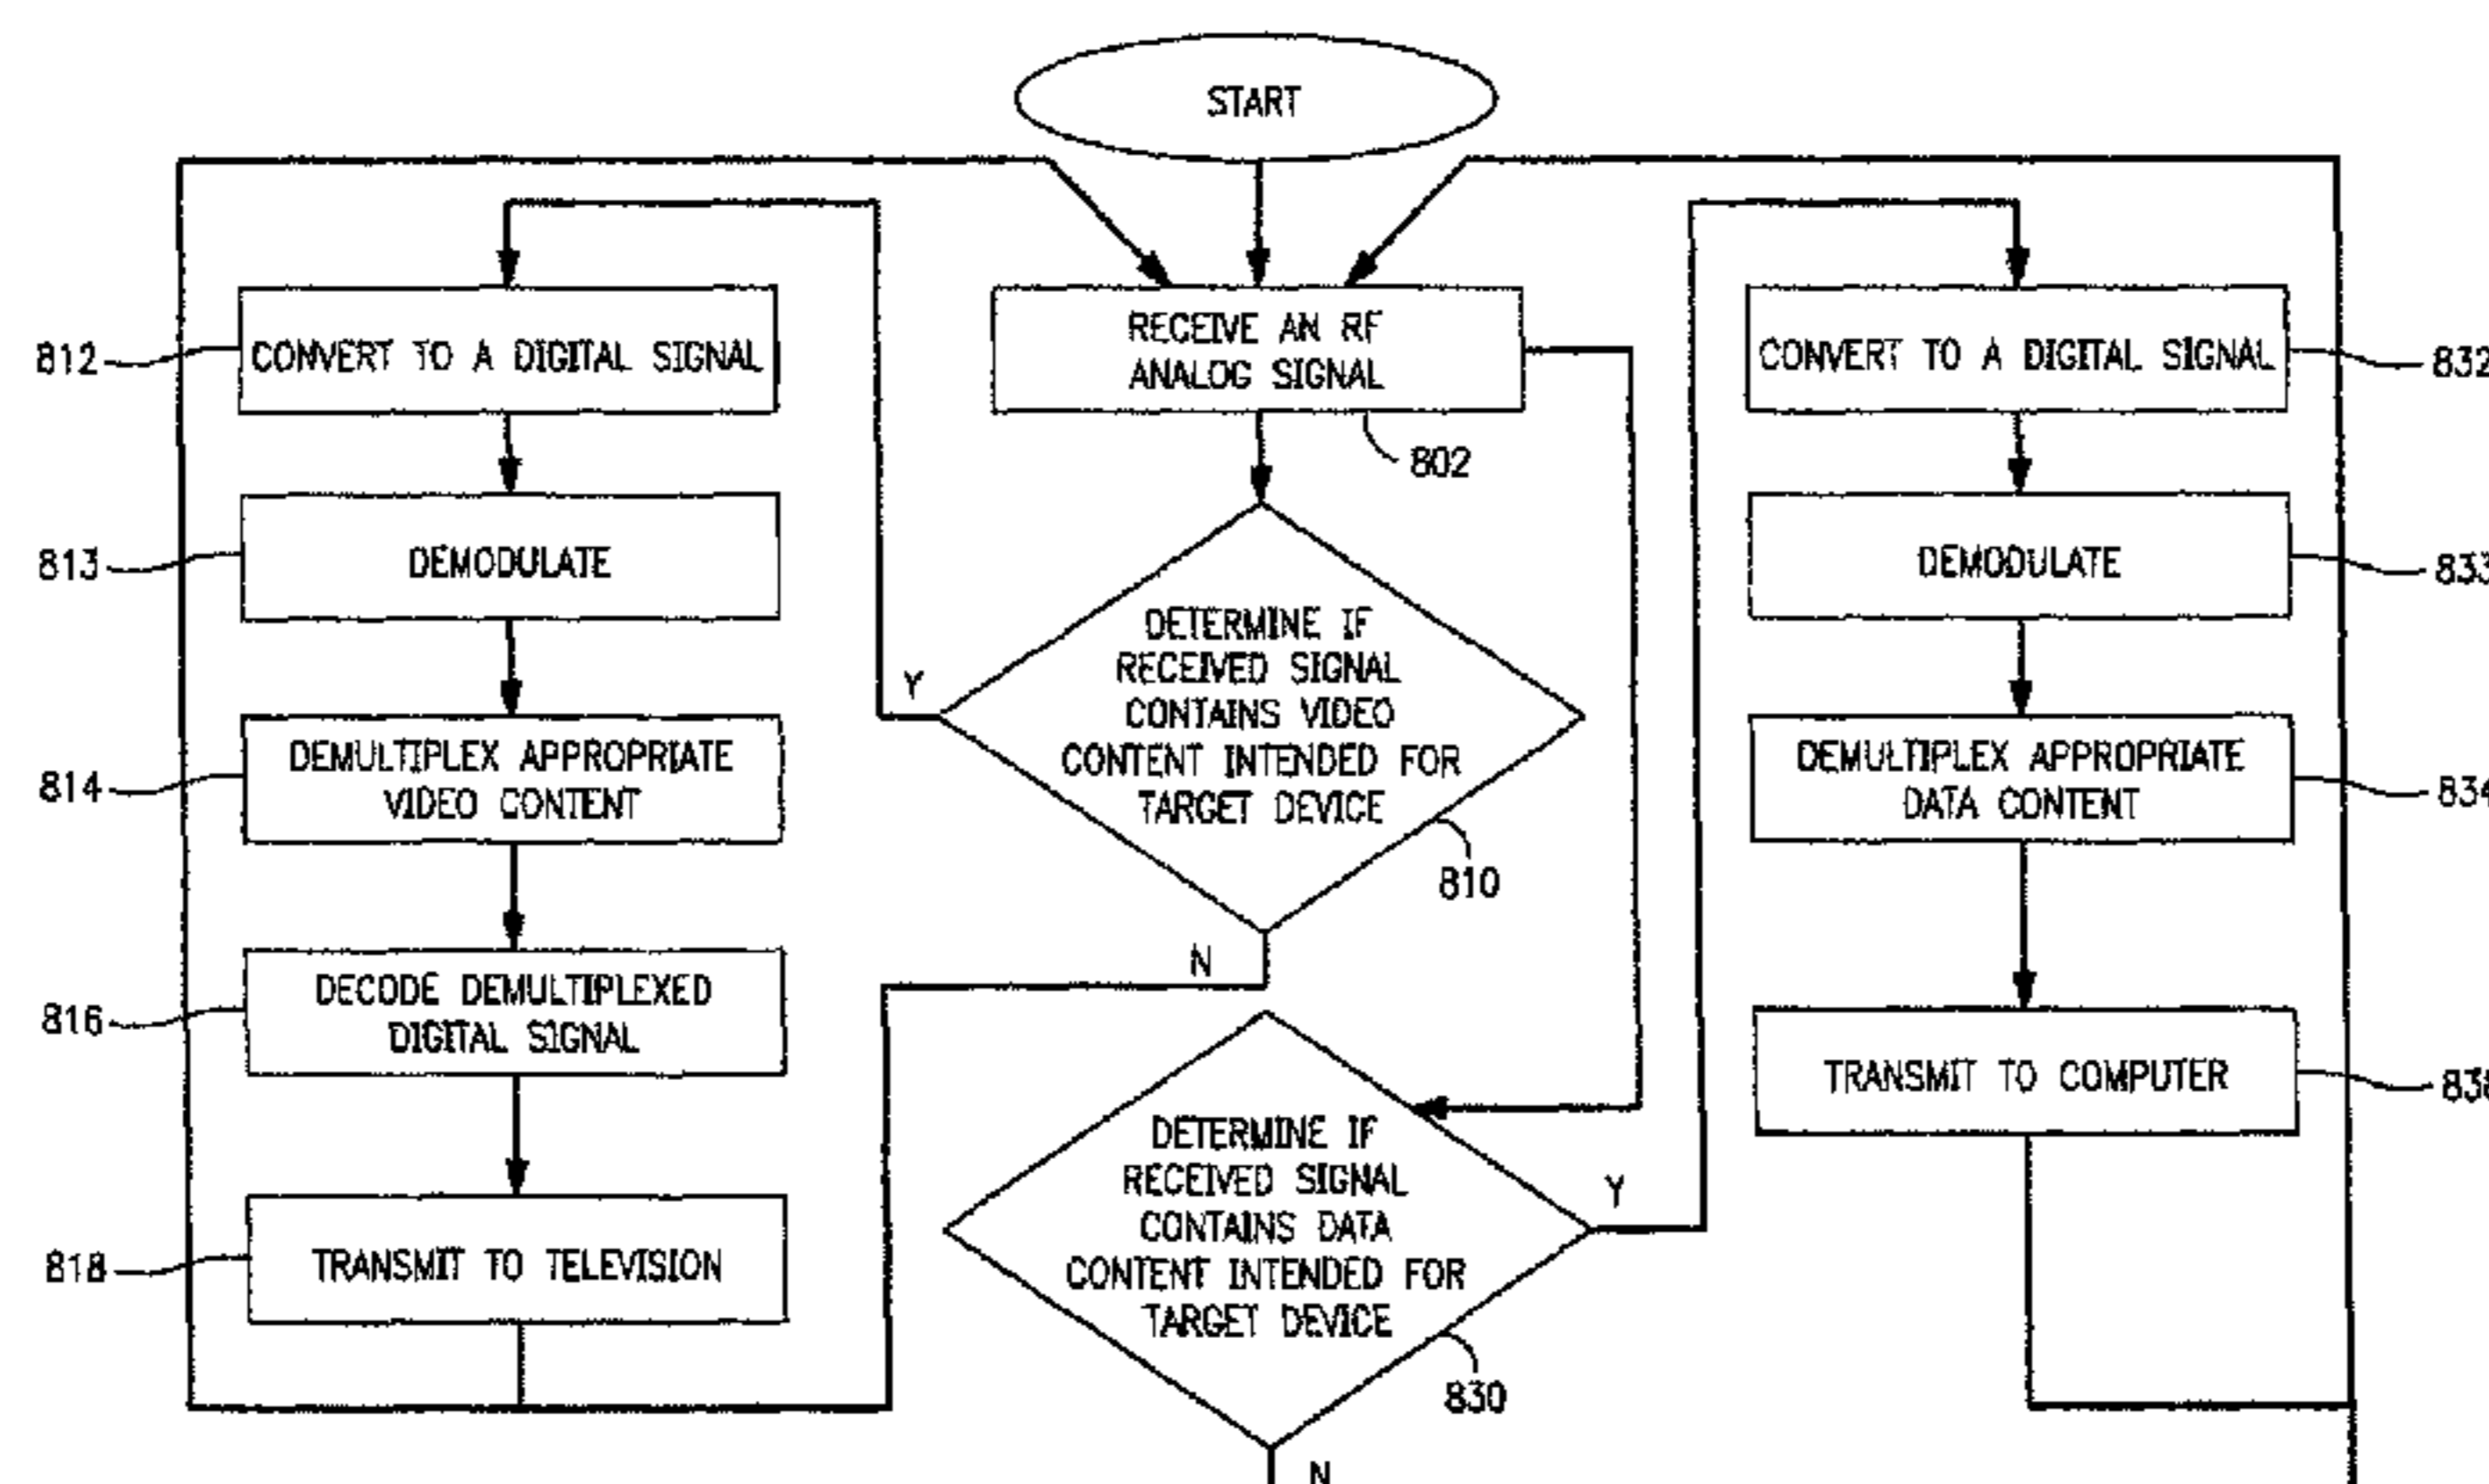 START
812
CONVERT TO A DIGITAL SIGNAL
RECEIVE AN RF
ANALOG SIGNAL
802
CONVERT TO A DIGITAL SIGNAL
832
813
DEMODULATE
DETERMINE IF
RECEIVED SIGNAL
CONTAINS VIDEO
CONTENT INTENDED FOR
TARGET DEVICE
Y
810
N
DEMODULATE
833
814
DEMULTIPLEX APPROPRIATE
VIDEO CONTENT
DEMULTIPLEX APPROPRIATE
DATA CONTENT
834
816
DECODE DEMULTIPLEXED
DIGITAL SIGNAL
TRANSMIT TO COMPUTER
DETERMINE IF
RECEIVED SIGNAL
CONTAINS DATA
CONTENT INTENDED FOR
TARGET DEVICE
Y
830
N
818
TRANSMIT TO TELEVISION